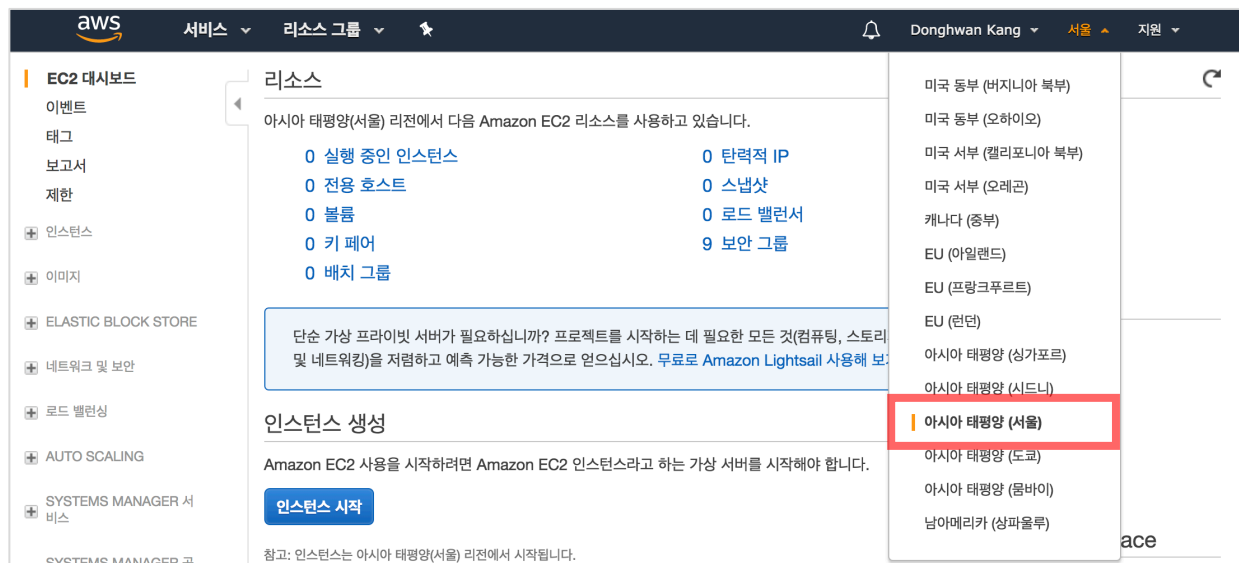 aws 서비스 리소스 그룹 Donghwan Kang 서울 지원
EC2 대시보드
이벤트
태그
보고서
제한
인스턴스
이미지
ELASTIC BLOCK STORE
네트워크 및 보안
로드 밸런싱
AUTO SCALING
SYSTEMS MANAGER 서
비스
SYSTEMS MANAGER 공
리소스
아시아 태평양(서울) 리전에서 다음 Amazon EC2 리소스를 사용하고 있습니다.
0 실행 중인 인스턴스
0 전용 호스트
0 볼륨
0 키 페어
0 배치 그룹
0 탄력적 IP
0 스냅샷
0 로드 밸런서
9 보안 그룹
단순 가상 프라이빗 서버가 필요하십니까? 프로젝트를 시작하는 데 필요한 모든 것(컴퓨팅, 스토리
및 네트워킹)을 저렴하고 예측 가능한 가격으로 얻으십시오. 무료로 Amazon Lightsail 사용해 보
인스턴스 생성
Amazon EC2 사용을 시작하려면 Amazon EC2 인스턴스라고 하는 가상 서버를 시작해야 합니다.
인스턴스 시작
참고: 인스턴스는 아시아 태평양(서울) 리전에서 시작됩니다.
미국 동부 (버지니아 북부)
미국 동부 (오하이오)
미국 서부 (캘리포니아 북부)
미국 서부 (오레곤)
캐나다 (중부)
EU (아일랜드)
EU (프랑크푸르트)
EU (런던)
아시아 태평양 (싱가포르)
아시아 태평양 (시드니)
아시아 태평양 (서울)
아시아 태평양 (도쿄)
아시아 태평양 (뭄바이)
남아메리카 (상파울루)
ace